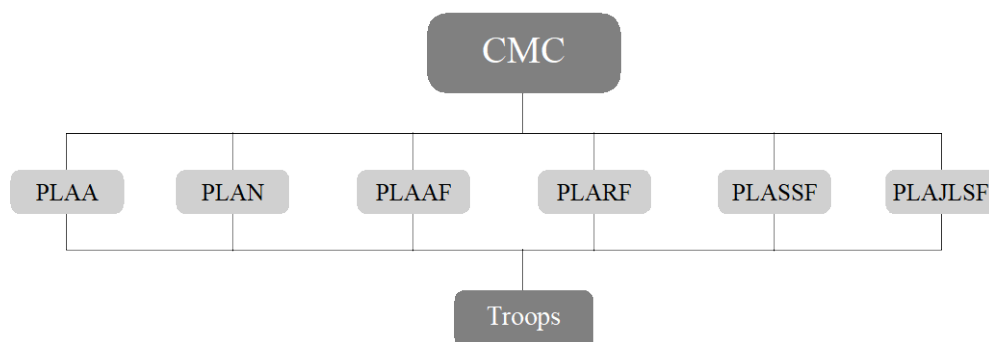 CMC
PLAA
PLAN
PLAAF
PLARF
PLASSF
PLAJLSF
Troops